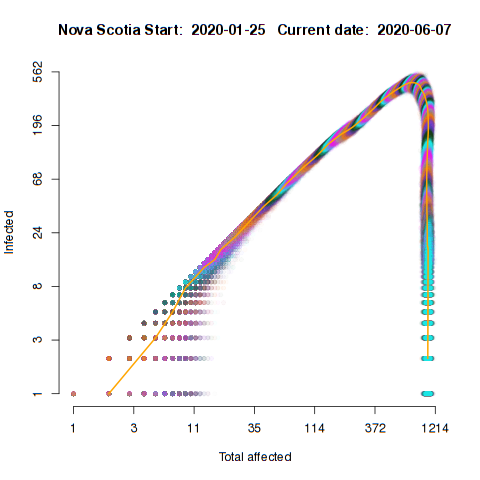 Nova Scotia Start:  2020-01-25   Current date:  2020-06-07
562
196
68
24
8
3
1
Infected
1 3 11 35 114 372 1214
Total affected